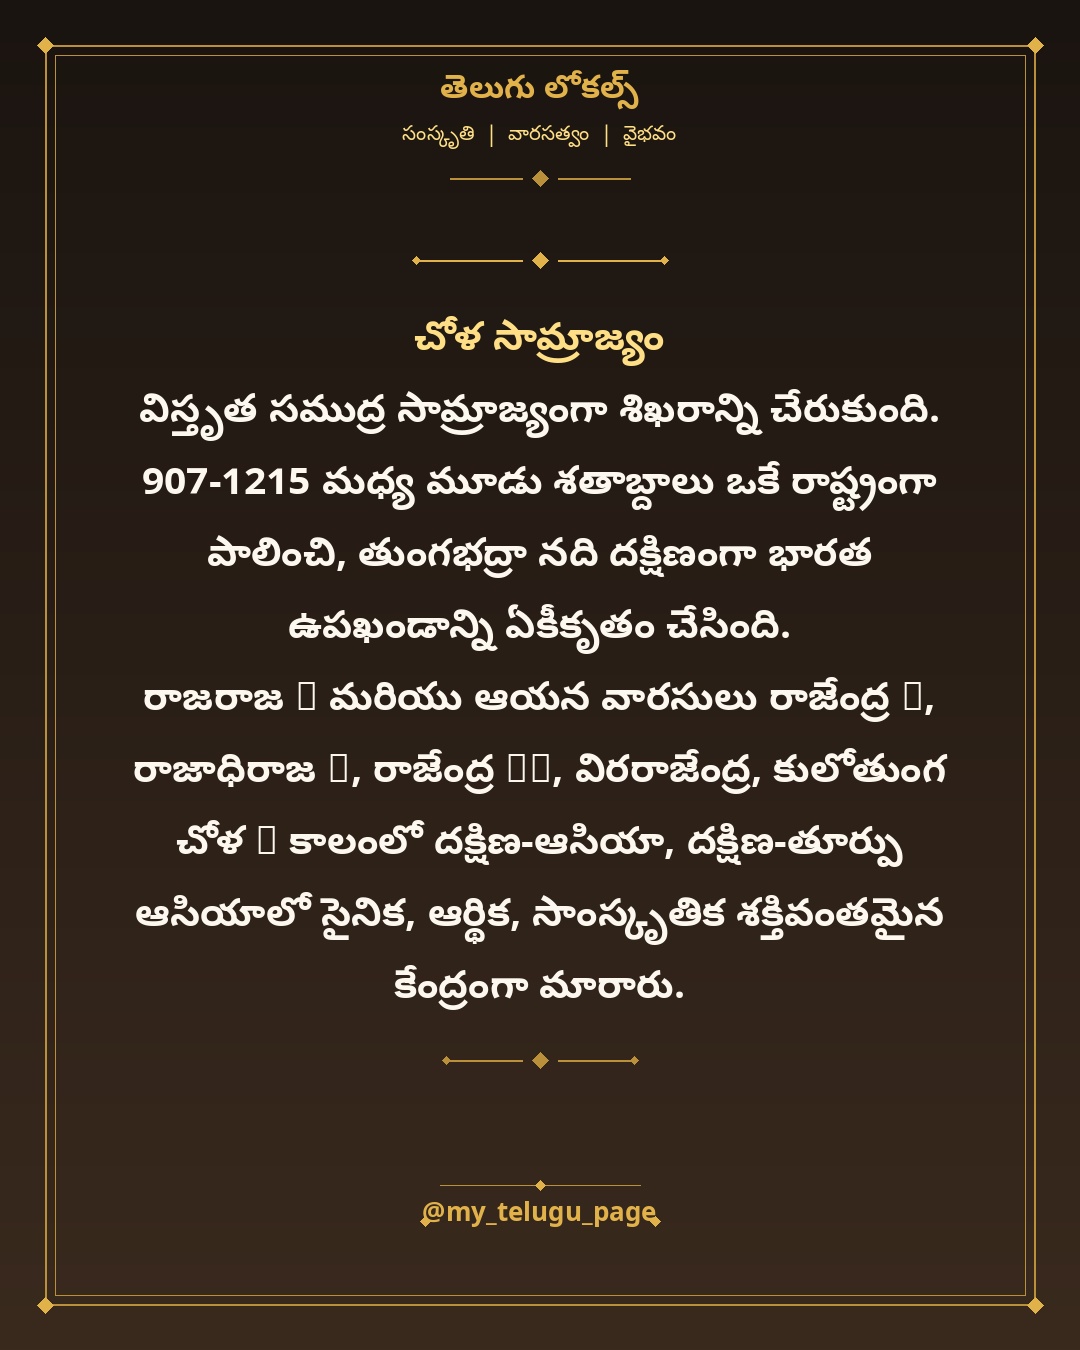 తెలుగు లోకల్స్
సంస్కృతి | వారసత్వం | వైభవం
చోళ సామ్రాజ్యం
విస్తృత సముద్ర సామ్రాజ్యంగా శిఖరాన్ని చేరుకుంది.
907-1215 మధ్య మూడు శతాబ్దాలు ఒకే రాష్ట్రంగా
పాలించి, తుంగభద్రా నది దక్షిణంగా భారత
ఉపఖండాన్ని ఏకీకృతం చేసింది.
రాజరాజ మరియు ఆయన వారసులు రాజేంద్ర ,
రాజాధిరాజ , రాజేంద్ర , విరరాజేంద్ర, కులోతుంగ
చోళ కాలంలో దక్షిణ-ఆసియా, దక్షిణ-తూర్పు
ఆసియాలో సైనిక, ఆర్థిక, సాంస్కృతిక శక్తివంతమైన
కేంద్రంగా మారారు.
@my_telugu_page